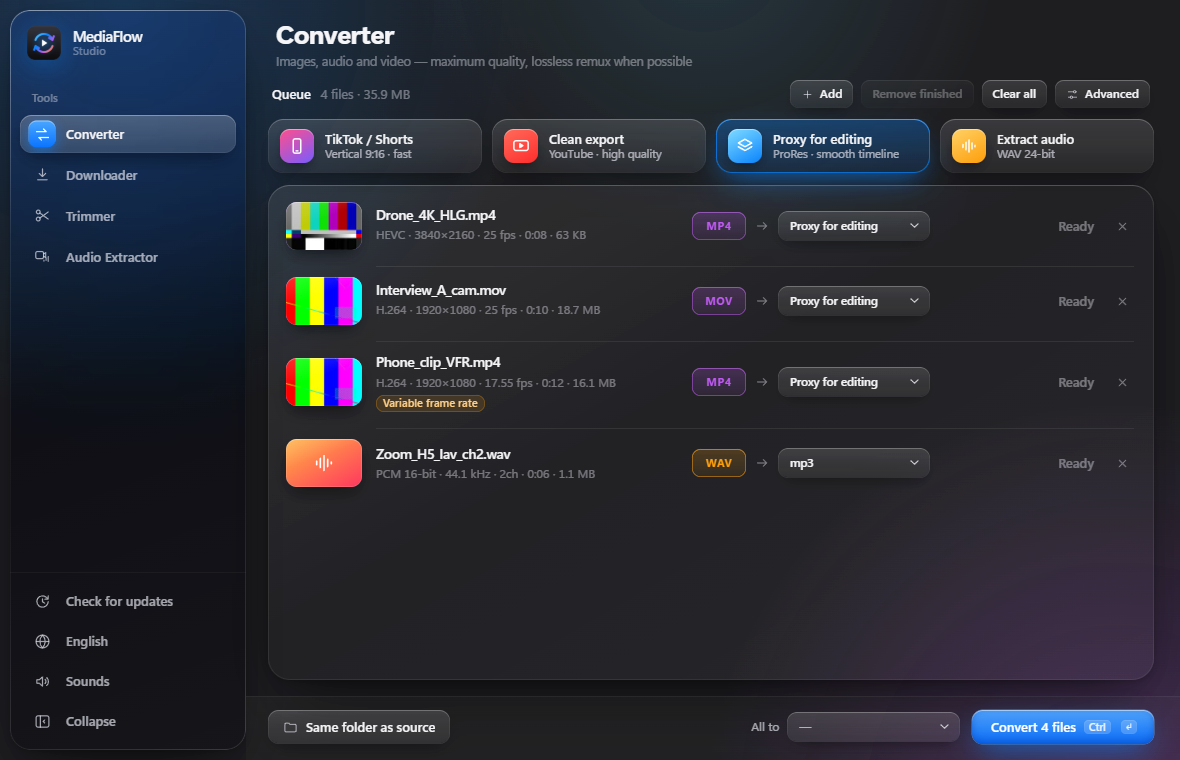 MediaFlow
Studio
Tools
Converter
Downloader
Trimmer
Audio Extractor
Check for updates
English
Sounds
Collapse
Converter
Images, audio and video — maximum quality, lossless remux when possible
Queue 4 files · 35.9 MB
Add
Remove finished
Clear all
Advanced
TikTok / Shorts
Vertical 9:16 · fast
Clean export
YouTube · high quality
Proxy for editing
ProRes · smooth timeline
Extract audio
WAV 24-bit
Drone_4K_HLG.mp4
HEVC · 3840×2160 · 25 fps · 0:08 · 63 KB
MP4 → Proxy for editing Ready
Interview_A_cam.mov
H.264 · 1920×1080 · 25 fps · 0:10 · 18.7 MB
MOV → Proxy for editing Ready
Phone_clip_VFR.mp4
H.264 · 1920×1080 · 17.55 fps · 0:12 · 16.1 MB
Variable frame rate
MP4 → Proxy for editing Ready
Zoom_H5_lav_ch2.wav
PCM 16-bit · 44.1 kHz · 2ch · 0:06 · 1.1 MB
WAV → mp3 Ready
Same folder as source
All to —
Convert 4 files Ctrl ↵